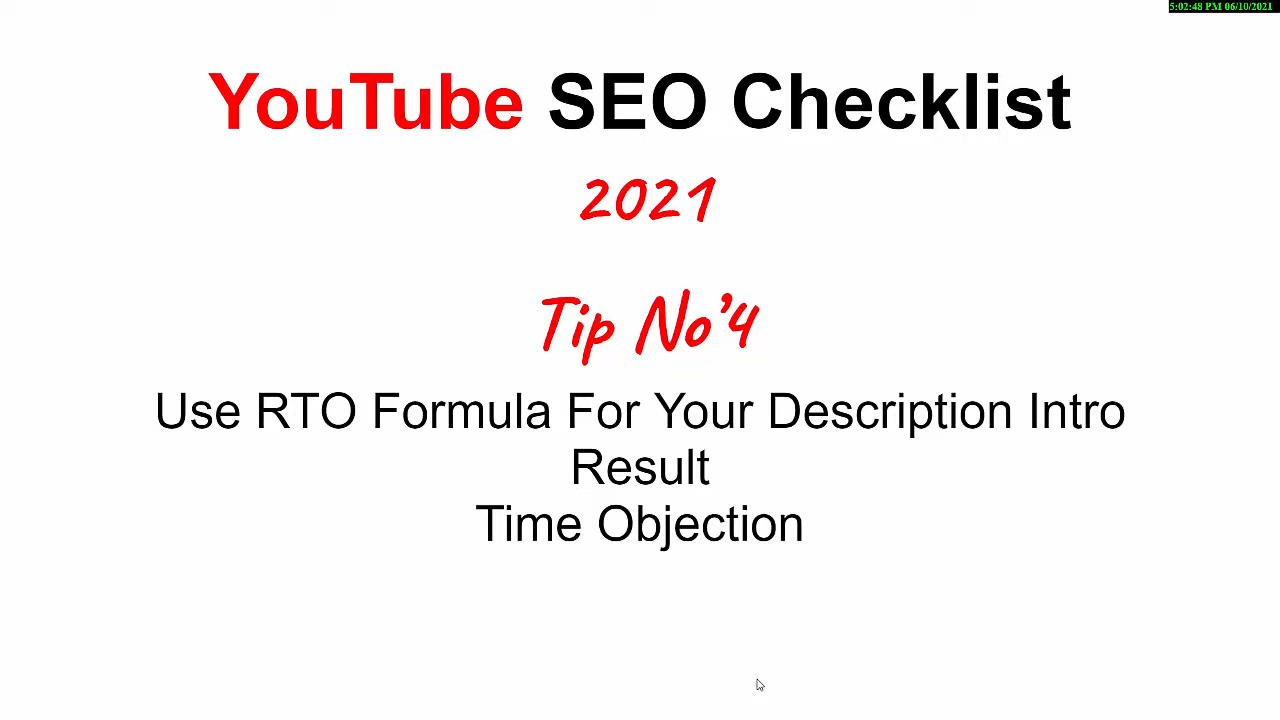 5:02:48 PM 06/10/2021
YouTube SEO Checklist
2021
Tip No'4
Use RTO Formula For Your Description Intro
Result
Time Objection